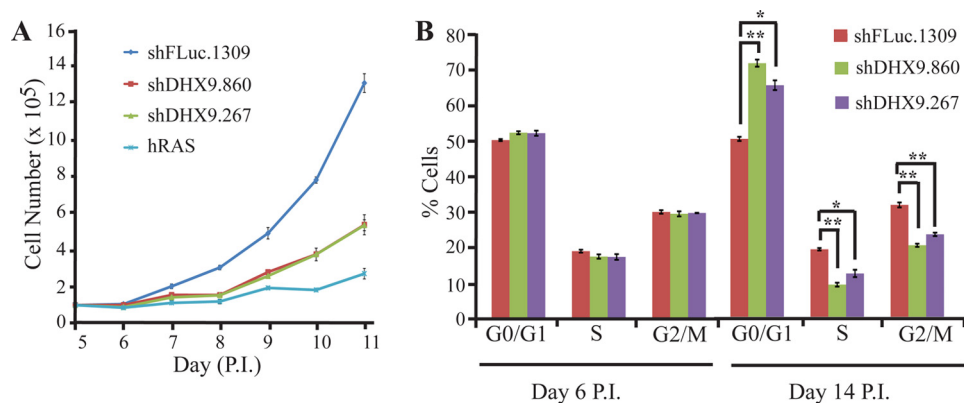 A
Cell Number (x 10⁵)
16
14
12
10
8
6
4
2
1
0
shFLuc.1309
shDHX9.860
shDHX9.267
hRAS
5 6 7 8 9 10 11
Day (P.I.)
B
% Cells
80
70
60
50
40
30
20
10
0
*
**
*
**
**
**
shFLuc.1309
shDHX9.860
shDHX9.267
G0/G1 S G2/M G0/G1 S G2/M
Day 6 P.I. Day 14 P.I.